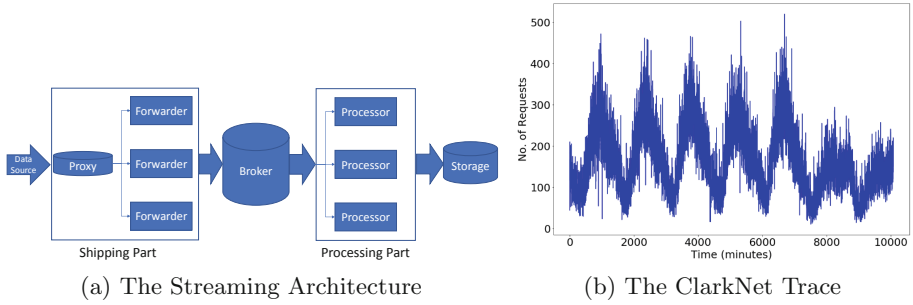 Data
Source
Proxy
Forwarder
Forwarder
Forwarder
Shipping Part
Broker
Processor
Processor
Processor
Processing Part
Storage
(a) The Streaming Architecture
No. of Requests
500
400
300
200
100
0
0 2000 4000 6000 8000 10000
Time (minutes)
(b) The ClarkNet Trace